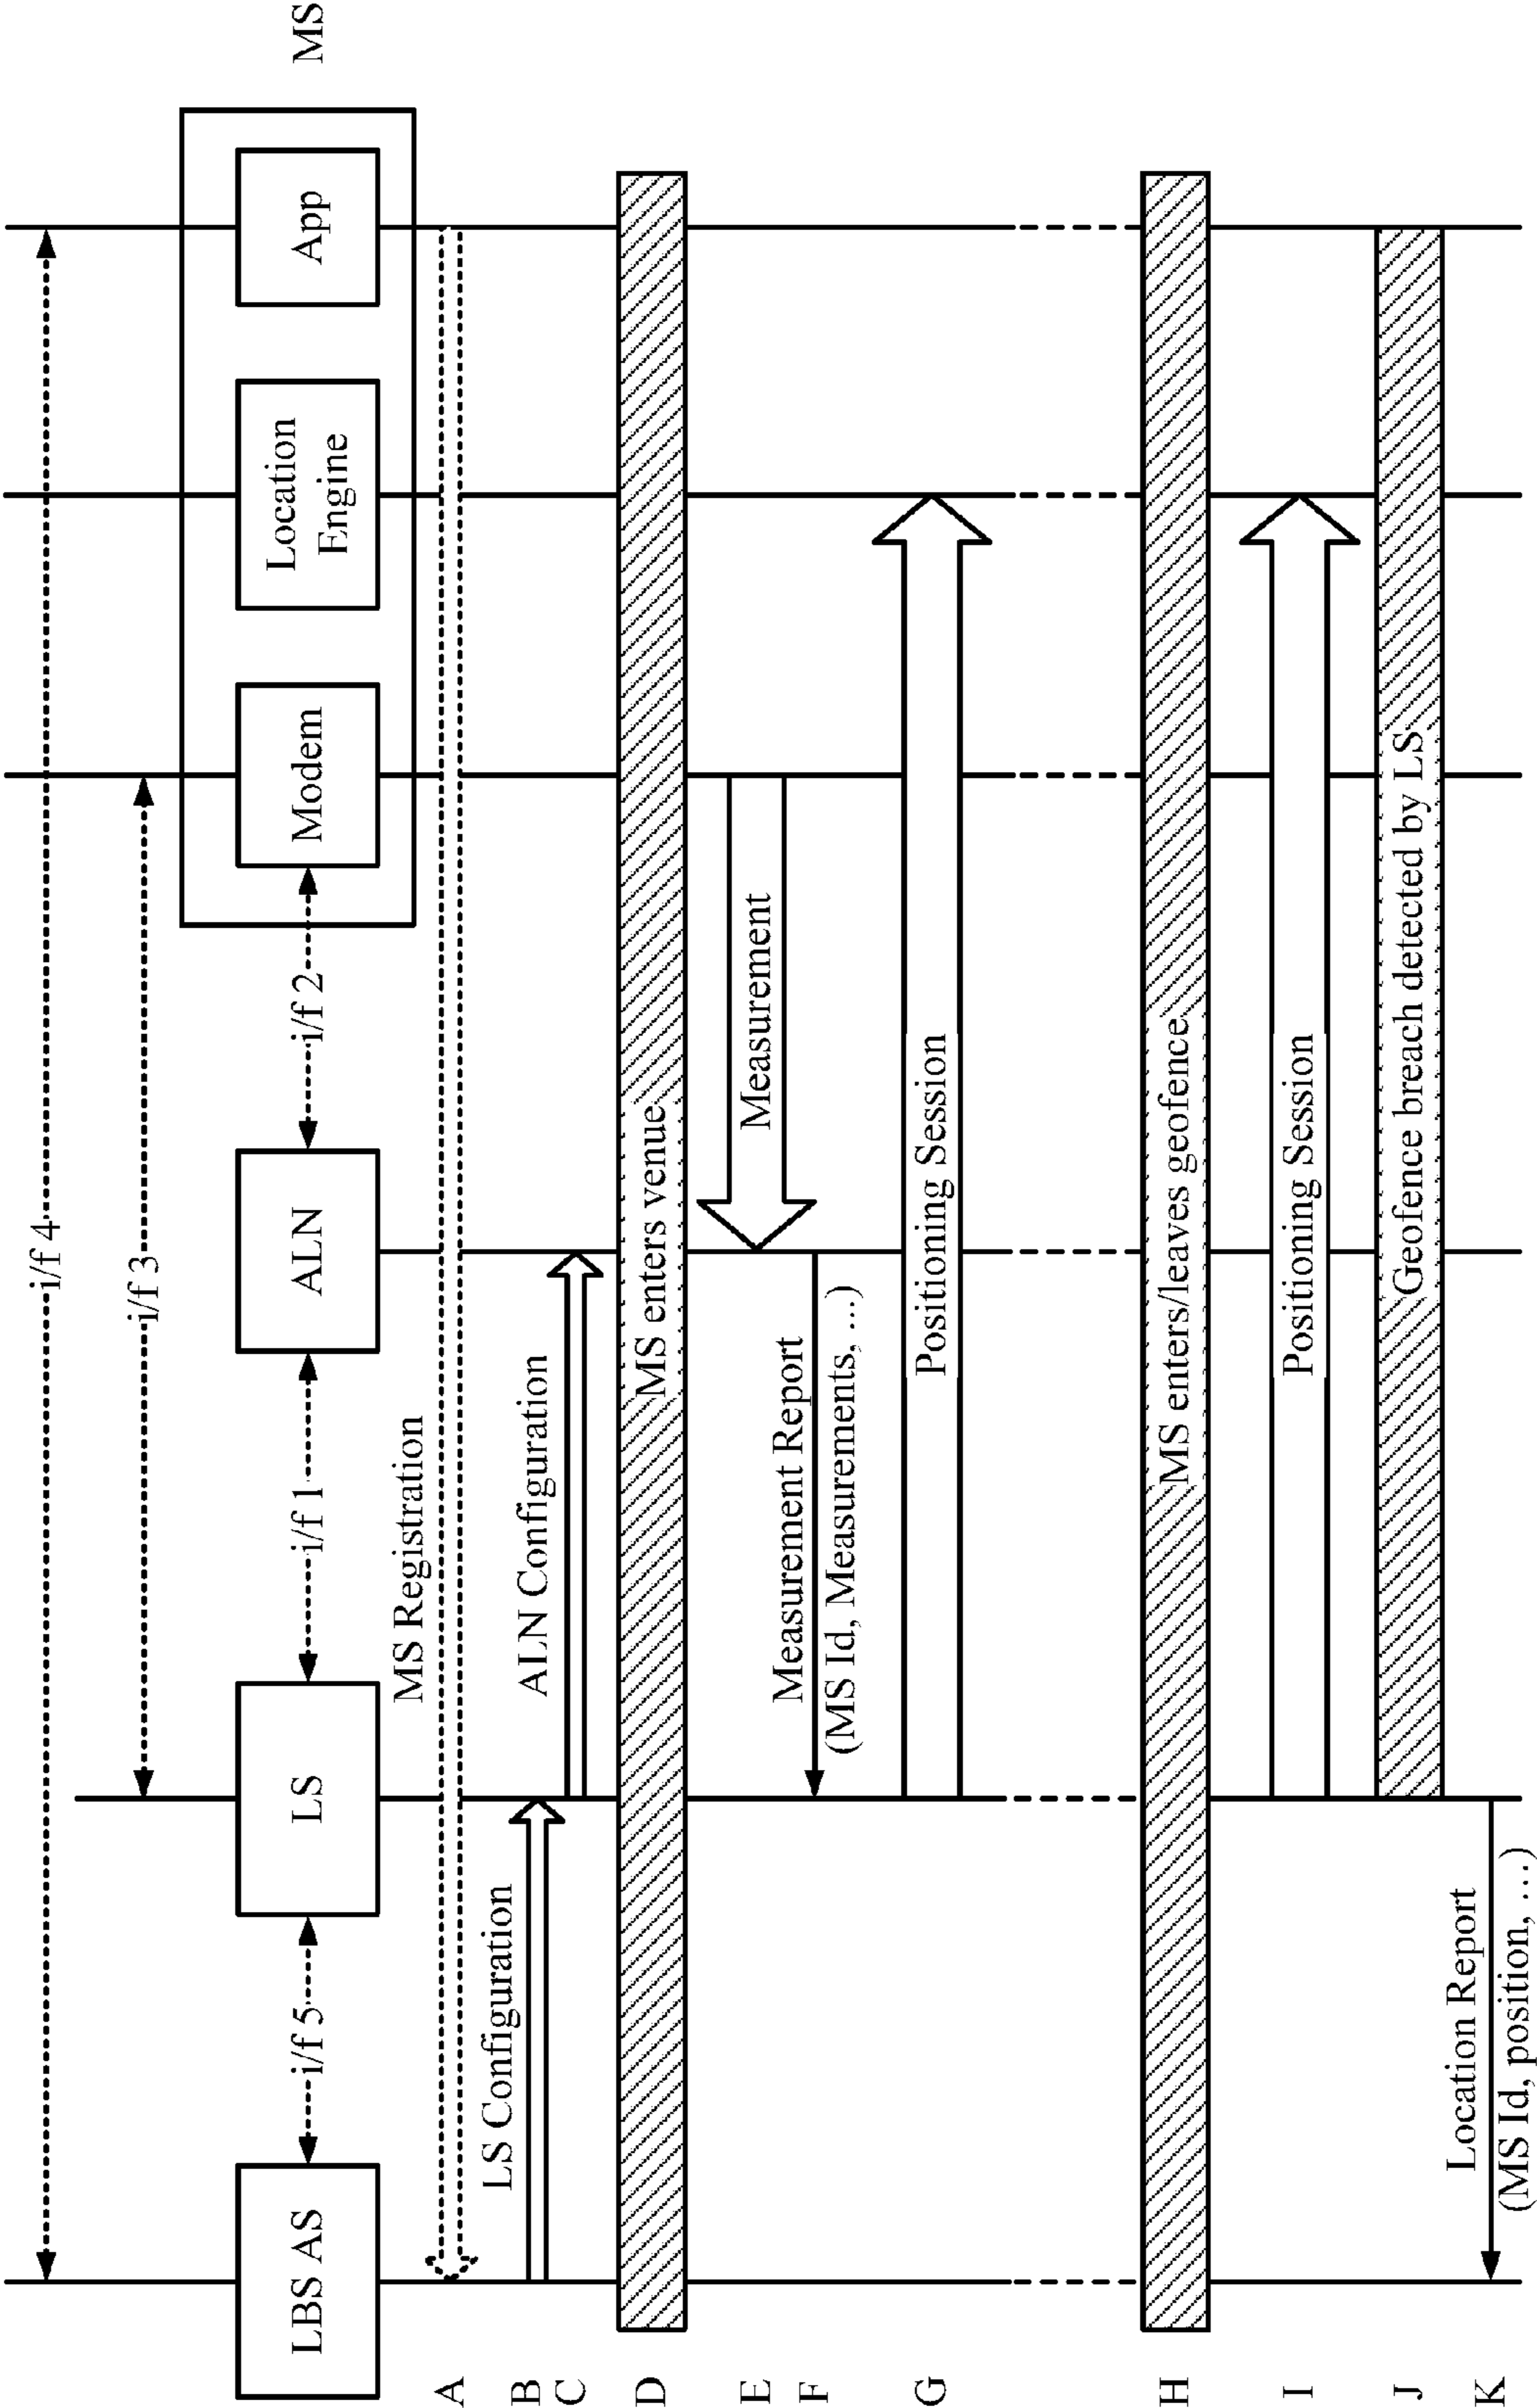 i/f 4
i/f 3
LBS AS
i/f 5
LS
i/f 1
ALN
i/f 2
Modem
Location
Engine
App
MS
A
MS Registration
B
LS Configuration
C
ALN Configuration
D
MS enters venue
E
Measurement
F
Measurement Report
(MS Id, Measurements, ...)
G
Positioning Session
H
MS enters/leaves geofence
I
Positioning Session
J
Geofence breach detected by LS
K
Location Report
(MS Id, position, ...)